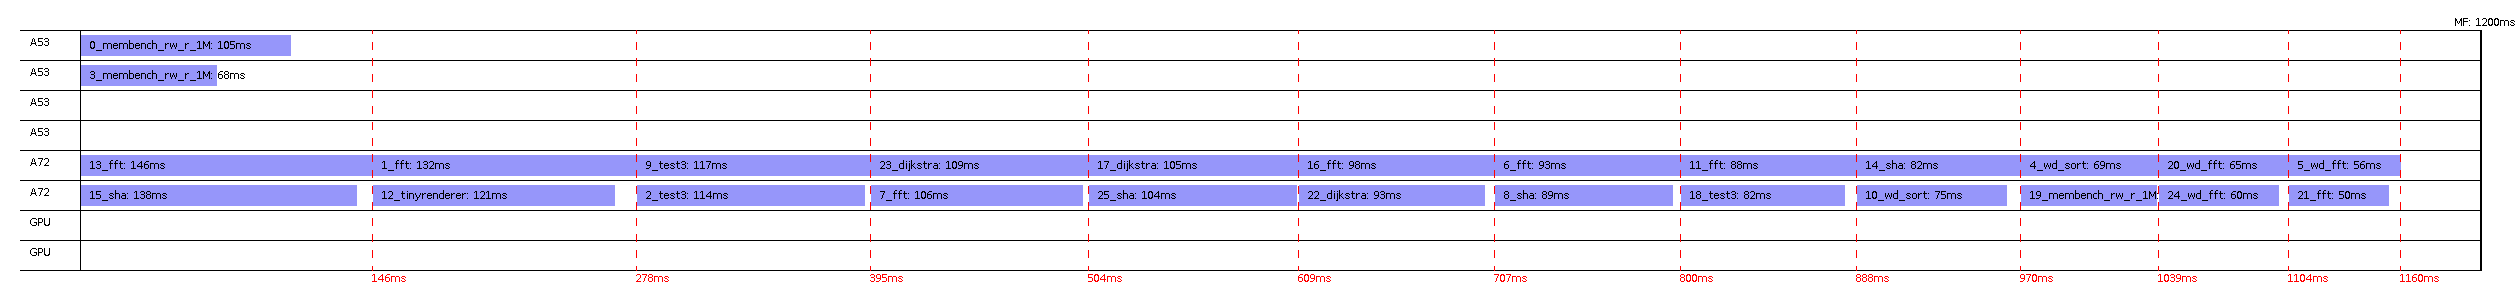 MF: 1200ms
A53 0_membench_rw_r_1M: 105ms
A53 3_membench_rw_r_1M: 68ms
A53
A53
A72 13_fft: 146ms 1_fft: 132ms 9_test3: 117ms 23_dijkstra: 109ms 17_dijkstra: 105ms 16_fft: 98ms 6_fft: 93ms 11_fft: 88ms 14_sha: 82ms 4_wd_sort: 69ms 20_wd_fft: 65ms 5_wd_fft: 56ms
A72 15_sha: 138ms 12_tinyrenderer: 121ms 2_test3: 114ms 7_fft: 106ms 25_sha: 104ms 22_dijkstra: 93ms 8_sha: 89ms 18_test3: 82ms 10_wd_sort: 75ms 19_membench_rw_r_1M: 24_wd_fft: 60ms 21_fft: 50ms
GPU
GPU
146ms 278ms 395ms 504ms 609ms 707ms 800ms 888ms 970ms 1039ms 1104ms 1160ms